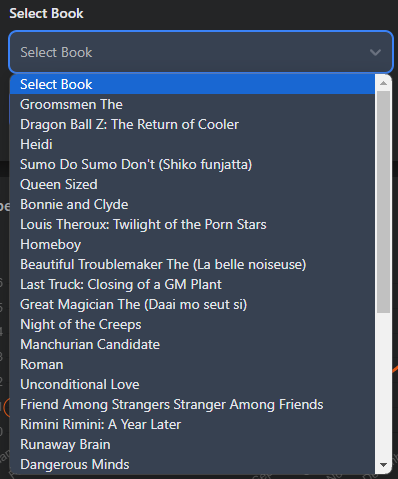 Select Book
Select Book
Select Book
Groomsmen The
Dragon Ball Z: The Return of Cooler
Heidi
Sumo Do Sumo Don't (Shiko funjatta)
Queen Sized
Bonnie and Clyde
Louis Theroux: Twilight of the Porn Stars
Homeboy
Beautiful Troublemaker The (La belle noiseuse)
Last Truck: Closing of a GM Plant
Great Magician The (Daai mo seut si)
Night of the Creeps
Manchurian Candidate
Roman
Unconditional Love
Friend Among Strangers Stranger Among Friends
Rimini Rimini: A Year Later
Runaway Brain
Dangerous Minds